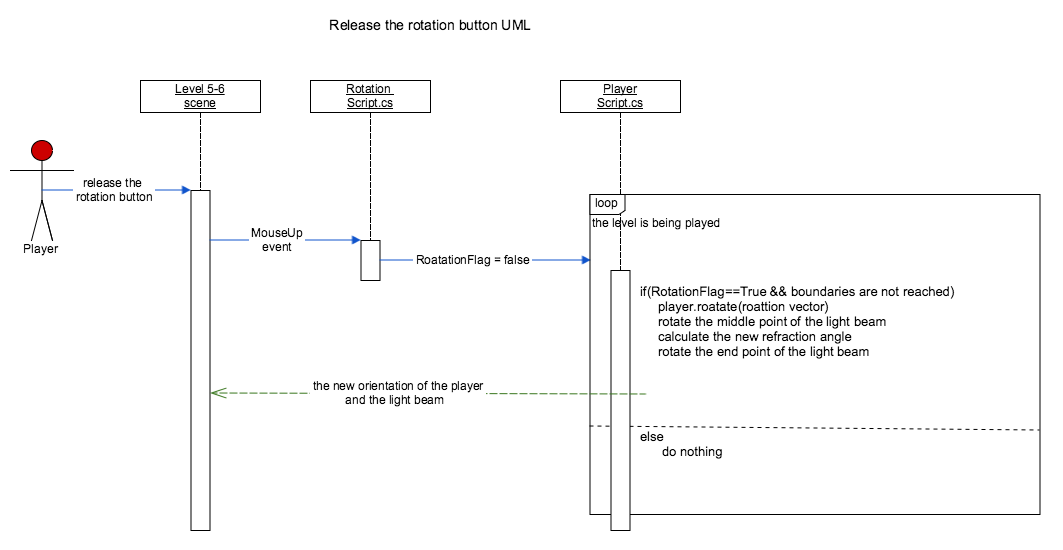 Release the rotation button UML
Level 5-6
scene
Rotation
Script.cs
Player
Script.cs
release the
rotation button
Player
MouseUp
event
RoatationFlag = false
loop
the level is being played
if(RotationFlag==True && boundaries are not reached)
player.roatate(roattion vector)
rotate the middle point of the light beam
calculate the new refraction angle
rotate the end point of the light beam
the new orientation of the player
and the light beam
else
do nothing